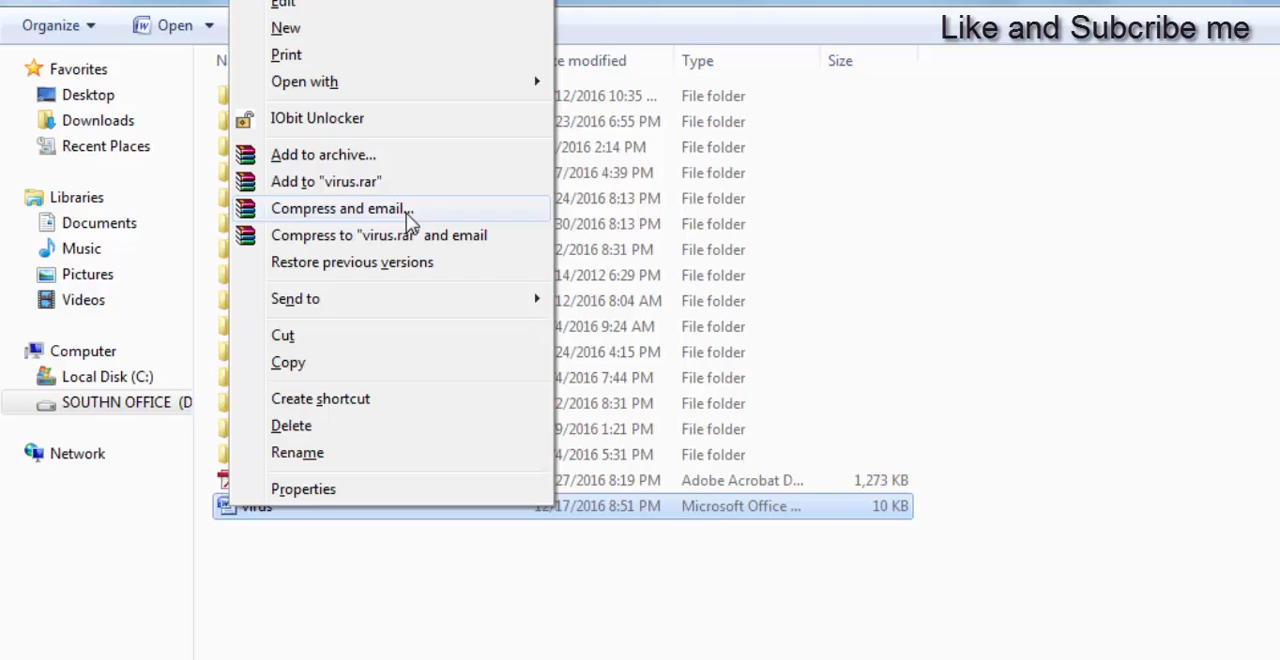 Edit
Organize
Open
Like and Subcribe me
New
Print
Open with
IObit Unlocker
Add to archive...
Add to "virus.rar"
Compress and email...
Compress to "virus.rar" and email
Restore previous versions
Send to
Cut
Copy
Create shortcut
Delete
Rename
Properties
Favorites
Desktop
Downloads
Recent Places
Libraries
Documents
Music
Pictures
Videos
Computer
Local Disk (C:)
SOUTHN OFFICE (D
Network
N
e modified Type Size
12/2016 10:35 ... File folder
23/2016 6:55 PM File folder
/2016 2:14 PM File folder
7/2016 4:39 PM File folder
24/2016 8:13 PM File folder
30/2016 8:13 PM File folder
2/2016 8:31 PM File folder
14/2012 6:29 PM File folder
12/2016 8:04 AM File folder
4/2016 9:24 AM File folder
24/2016 4:15 PM File folder
4/2016 7:44 PM File folder
2/2016 8:31 PM File folder
9/2016 1:21 PM File folder
4/2016 5:31 PM File folder
27/2016 8:19 PM Adobe Acrobat D... 1,273 KB
virus 12/17/2016 8:51 PM Microsoft Office ... 10 KB